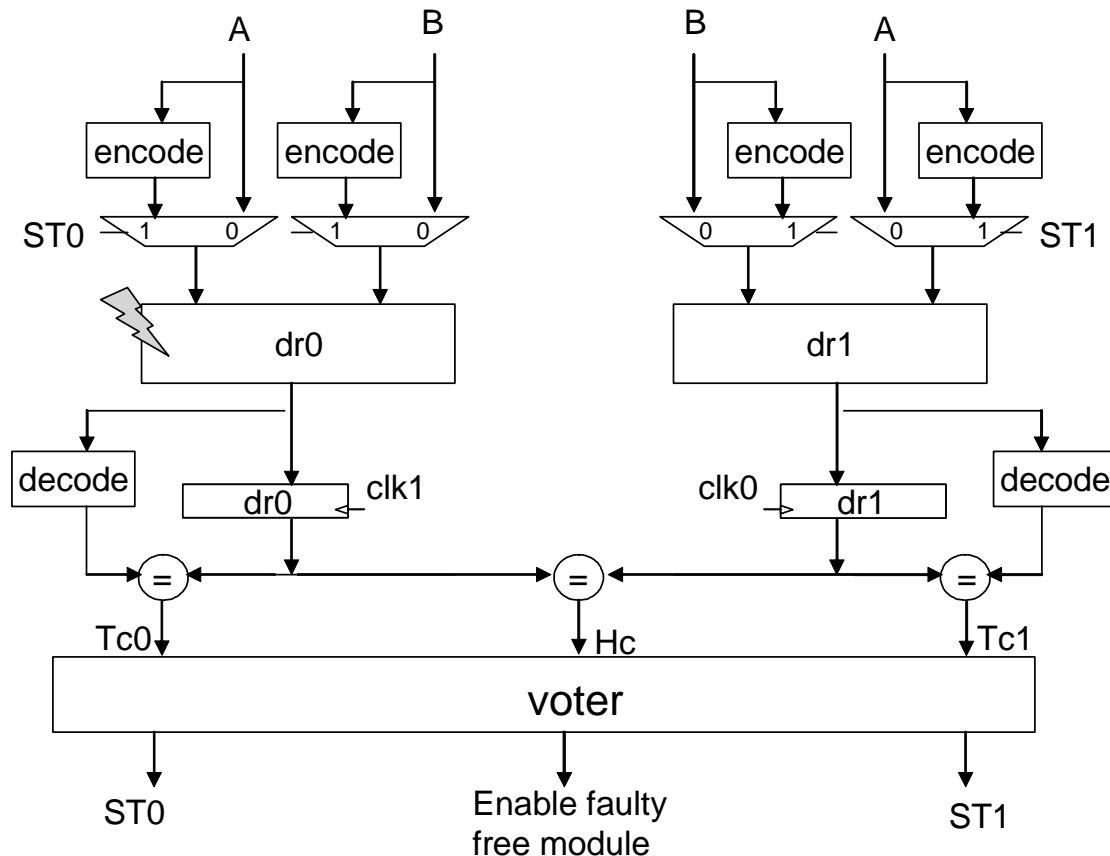 A B B A
encode encode encode encode
ST0 1 0 1 0 0 1 0 1 ST1
dr0 dr1
decode dr0 clk1 clk0 dr1 decode
= = =
Tc0 Hc Tc1
voter
ST0 Enable faulty ST1
free module